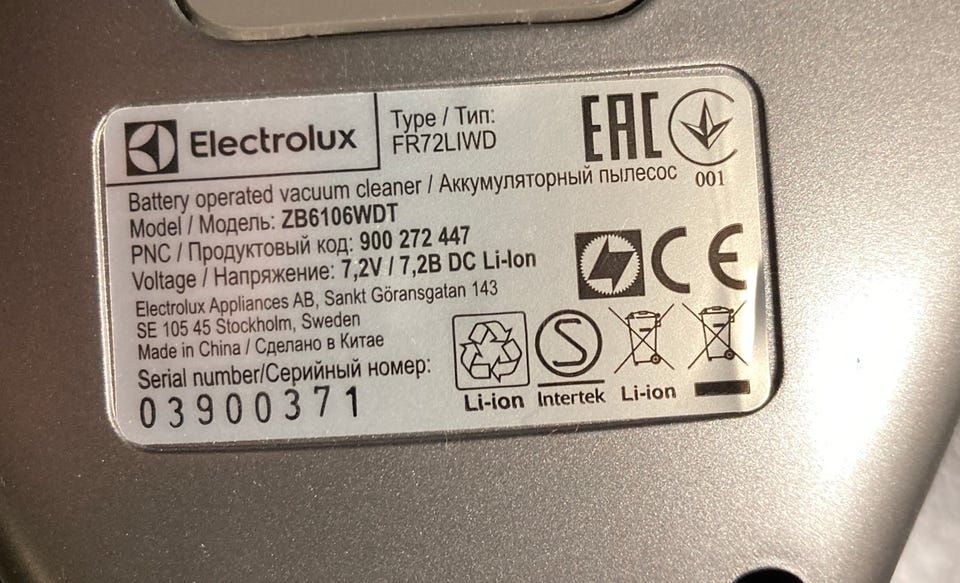 Electrolux
Type / Тип:
FR72LIWD
EAC
001
Battery operated vacuum cleaner / Аккумуляторный пылесос
Model / Модель: ZB6106WDT
PNC / Продуктовый код: 900 272 447
Voltage / Напряжение: 7,2V / 7,2В DC Li-Ion
Electrolux Appliances AB, Sankt Göransgatan 143
SE 105 45 Stockholm, Sweden
Made in China / Сделано в Китае
Serial number/Серийный номер:
03900371
CE
Li-ion
S
Intertek
Li-ion